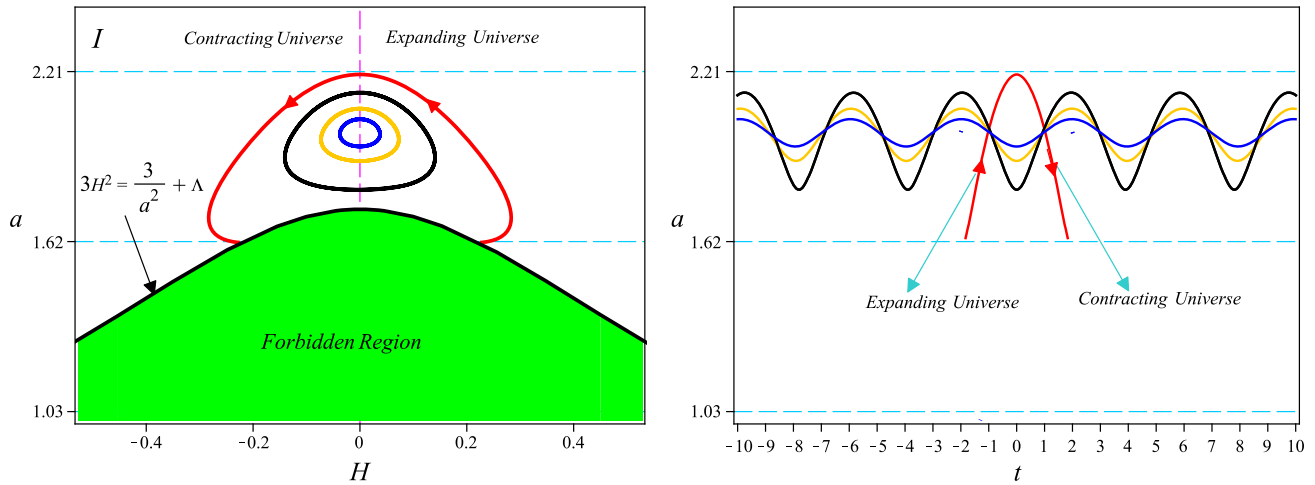 I
Contracting Universe
Expanding Universe
2.21
3H² = 3/a² + Λ
a
1.62
Forbidden Region
1.03
−0.4 −0.2 0 0.2 0.4
H
2.21
a
1.62
Expanding Universe
Contracting Universe
1.03
−10 −9 −8 −7 −6 −5 −4 −3 −2 −1 0 1 2 3 4 5 6 7 8 9 10
t